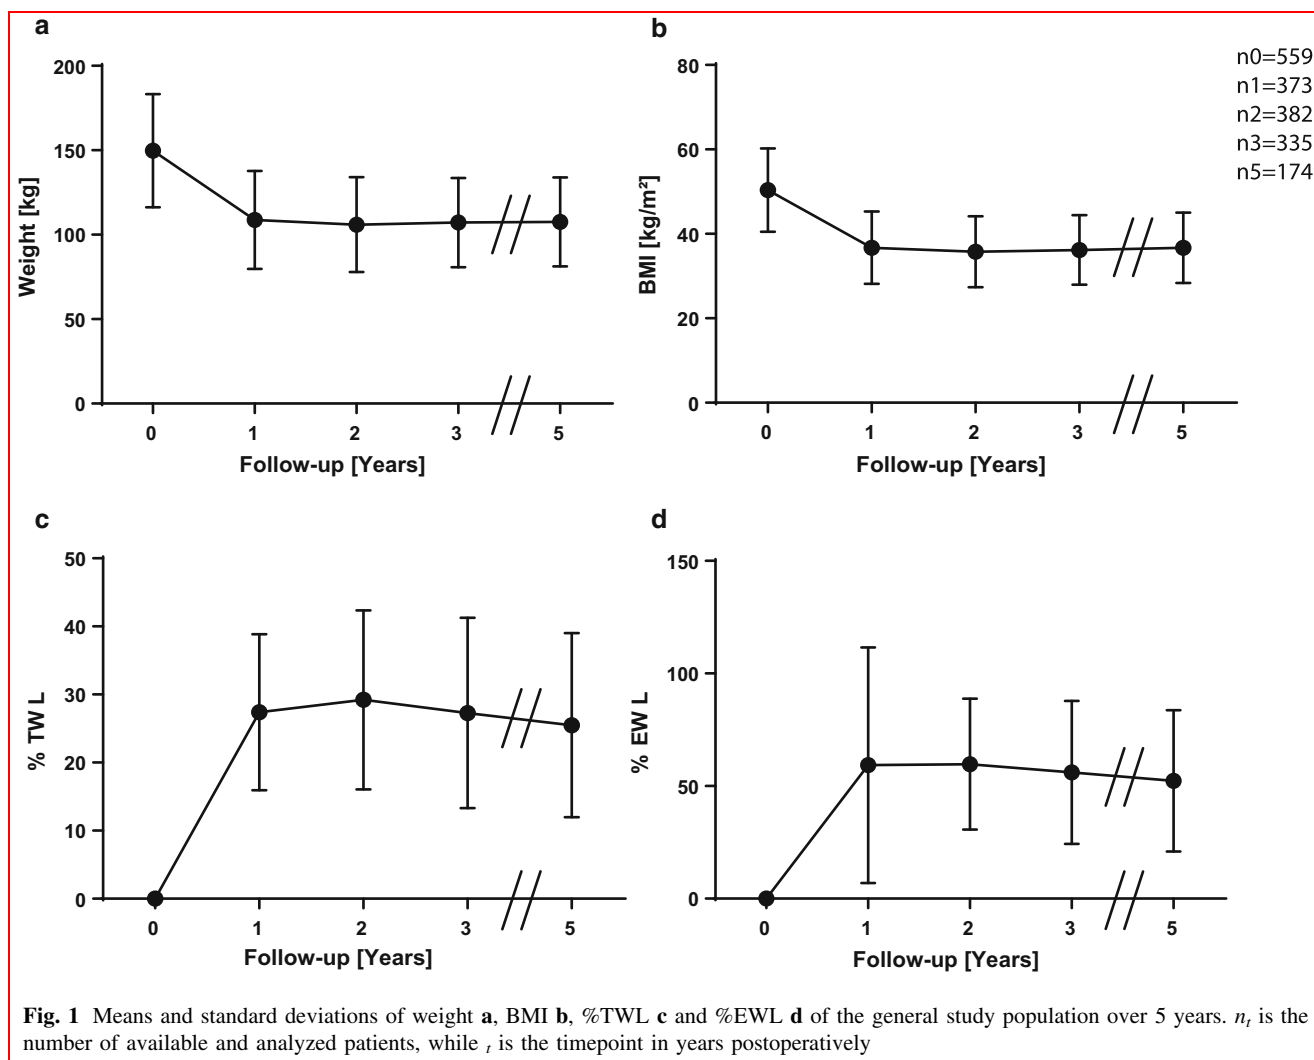 a
200
150
100
50
0
Weight [kg]
0 1 2 3 5
Follow-up [Years]
b
80
60
40
20
0
BMI [kg/m²]
0 1 2 3 5
Follow-up [Years]
n0=559
n1=373
n2=382
n3=335
n5=174
c
50
40
30
20
10
0
% TW L
0 1 2 3 5
Follow-up [Years]
d
150
100
50
0
% EW L
0 1 2 3 5
Follow-up [Years]
Fig. 1 Means and standard deviations of weight a, BMI b, %TWL c and %EWL d of the general study population over 5 years. nt is the
number of available and analyzed patients, while t is the timepoint in years postoperatively